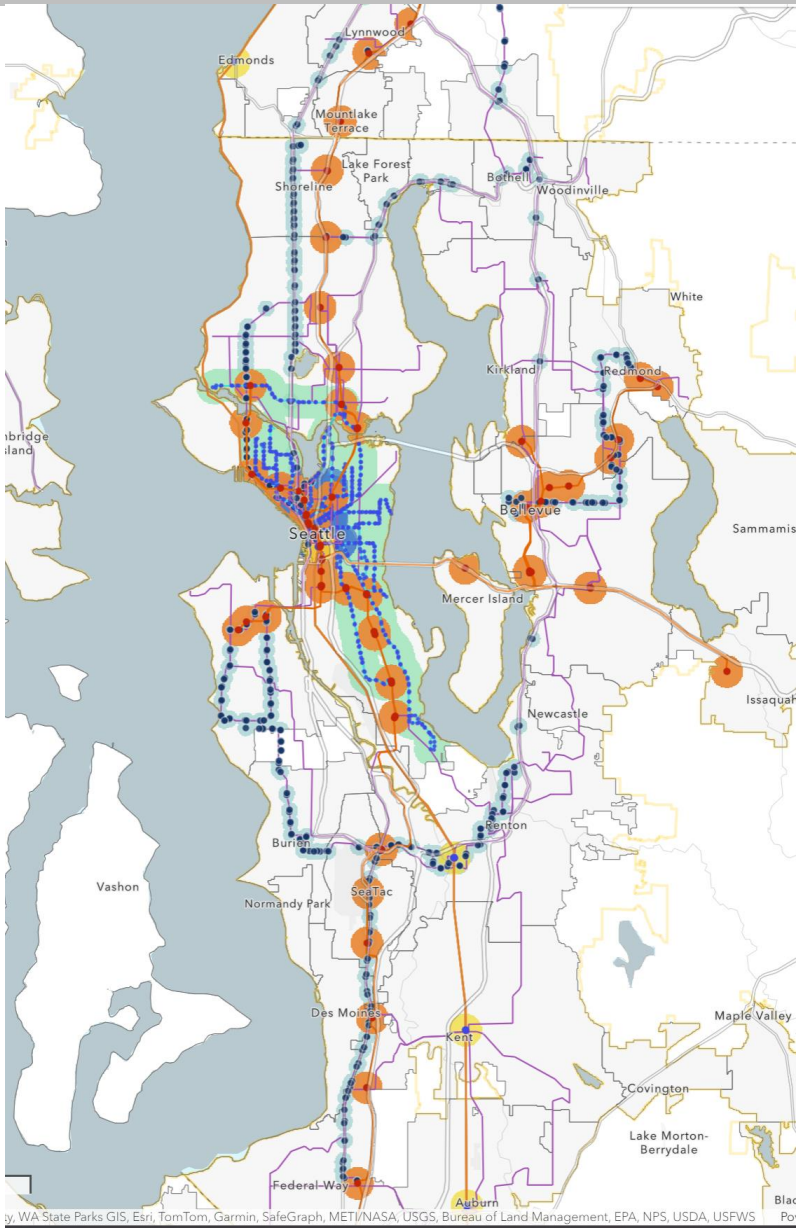 Lynnwood
Edmonds
Mountlake
Terrace
Lake Forest
Park
Shoreline
Bothell
Woodinville
White
Kirkland
Redmond
nbridge
sland
Bellevue
Seattle
Sammamis
Mercer Island
Issaquah
Newcastle
Renton
Burien
Vashon
SeaTac
Normandy Park
Des Moines
Maple Valley
Kent
Covington
Lake Morton-
Berrydale
Federal Way
Auburn
Blac
ty, WA State Parks GIS, Esri, TomTom, Garmin, SafeGraph, METI/NASA, USGS, Bureau of Land Management, EPA, NPS, USDA, USFWS
Po